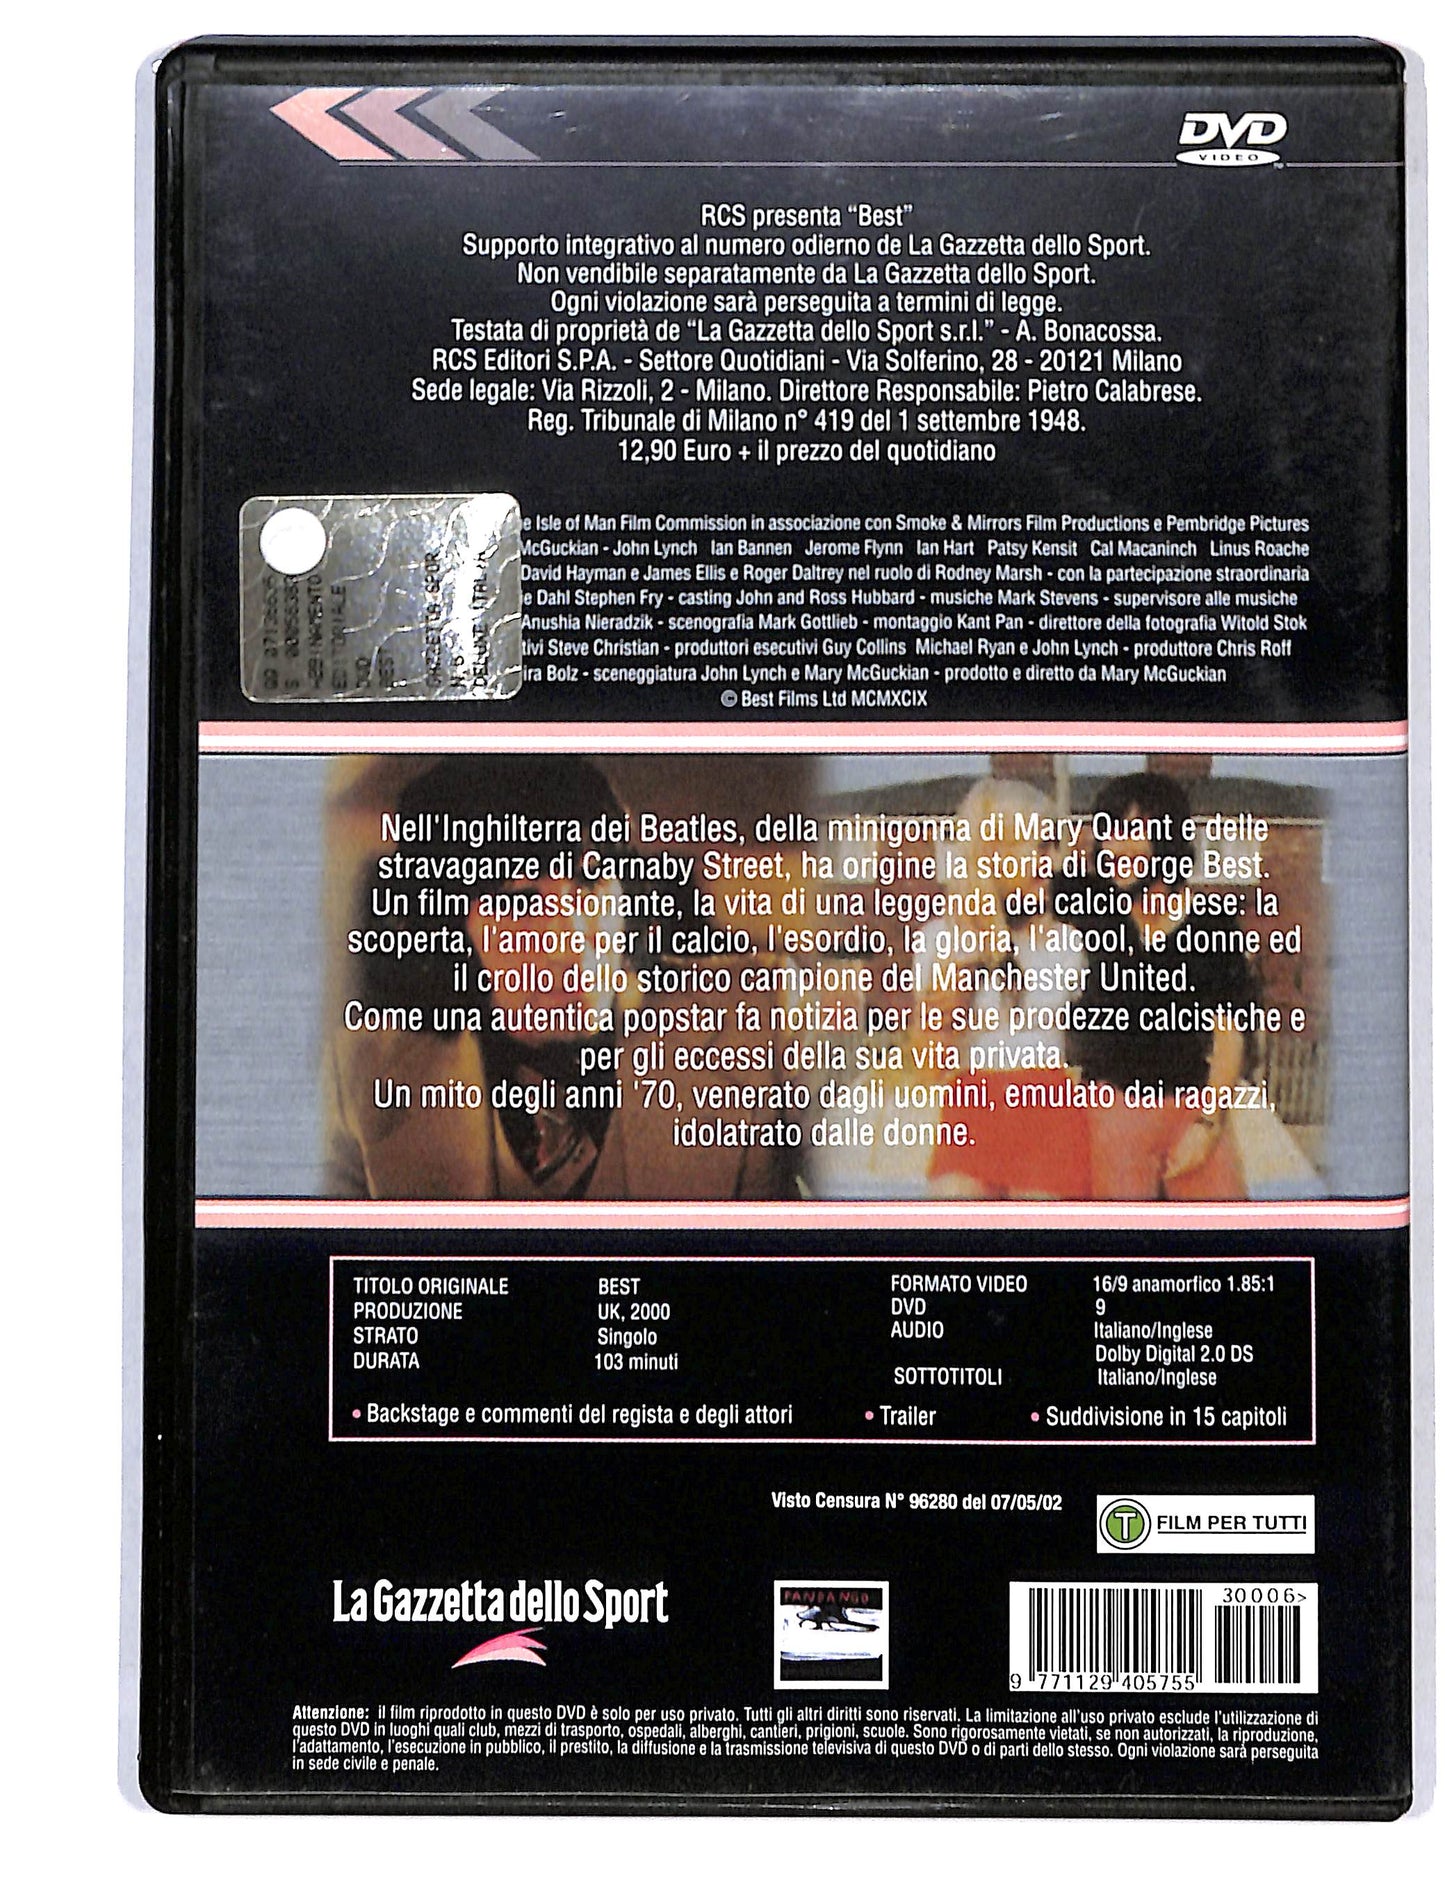 DVD
VIDEO
RCS presenta “Best”
Supporto integrativo al numero odierno de La Gazzetta dello Sport.
Non vendibile separatamente da La Gazzetta dello Sport.
Ogni violazione sarà perseguita a termini di legge.
Testata di proprietà de “La Gazzetta dello Sport s.r.l.” - A. Bonacossa.
RCS Editori S.P.A. - Settore Quotidiani - Via Solferino, 28 - 20121 Milano
Sede legale: Via Rizzoli, 2 - Milano. Direttore Responsabile: Pietro Calabrese.
Reg. Tribunale di Milano n° 419 del 1 settembre 1948.
12,90 Euro + il prezzo del quotidiano
Isle of Man Film Commission in associazione con Smoke & Mirrors Film Productions e Pembridge Pictures
McGuckian - John Lynch Ian Bannen Jerome Flynn Ian Hart Patsy Kensit Cal Macaninch Linus Roache
David Hayman e James Ellis e Roger Daltrey nel ruolo di Rodney Marsh - con la partecipazione straordinaria
Dahl Stephen Fry - casting John and Ross Hubbard - musiche Mark Stevens - supervisore alle musiche
Anushia Nieradzik - scenografia Mark Gottlieb - montaggio Kant Pan - direttore della fotografia Witold Stok
Steve Christian - produttori esecutivi Guy Collins Michael Ryan e John Lynch - produttore Chris Roff
Bolz - sceneggiatura John Lynch e Mary McGuckian - prodotto e diretto da Mary McGuckian
© Best Films Ltd MCMXCIX
EDITORIALE
DVD
BEST
Nell'Inghilterra dei Beatles, della minigonna di Mary Quant e delle
stravaganze di Carnaby Street, ha origine la storia di George Best.
Un film appassionante, la vita di una leggenda del calcio inglese: la
scoperta, l'amore per il calcio, l'esordio, la gloria, l'alcool, le donne ed
il crollo dello storico campione del Manchester United.
Come una autentica popstar fa notizia per le sue prodezze calcistiche e
per gli eccessi della sua vita privata.
Un mito degli anni '70, venerato dagli uomini, emulato dai ragazzi,
idolatrato dalle donne.
TITOLO ORIGINALE BEST
PRODUZIONE UK, 2000
STRATO Singolo
DURATA 103 minuti
FORMATO VIDEO 16/9 anamorfico 1.85:1
DVD 9
AUDIO Italiano/Inglese
Dolby Digital 2.0 DS
SOTTOTITOLI Italiano/Inglese
• Backstage e commenti del regista e degli attori • Trailer • Suddivisione in 15 capitoli
Visto Censura N° 96280 del 07/05/02
T FILM PER TUTTI
La Gazzetta dello Sport
FANDANGO
30006>
9 771129 405755
Attenzione: il film riprodotto in questo DVD è solo per uso privato. Tutti gli altri diritti sono riservati. La limitazione all'uso privato esclude l'utilizzazione di
questo DVD in luoghi quali club, mezzi di trasporto, ospedali, alberghi, cantieri, prigioni, scuole. Sono rigorosamente vietati, se non autorizzati, la riproduzione,
l'adattamento, l'esecuzione in pubblico, il prestito, la diffusione e la trasmissione televisiva di questo DVD o di parti dello stesso. Ogni violazione sarà perseguita
in sede civile e penale.